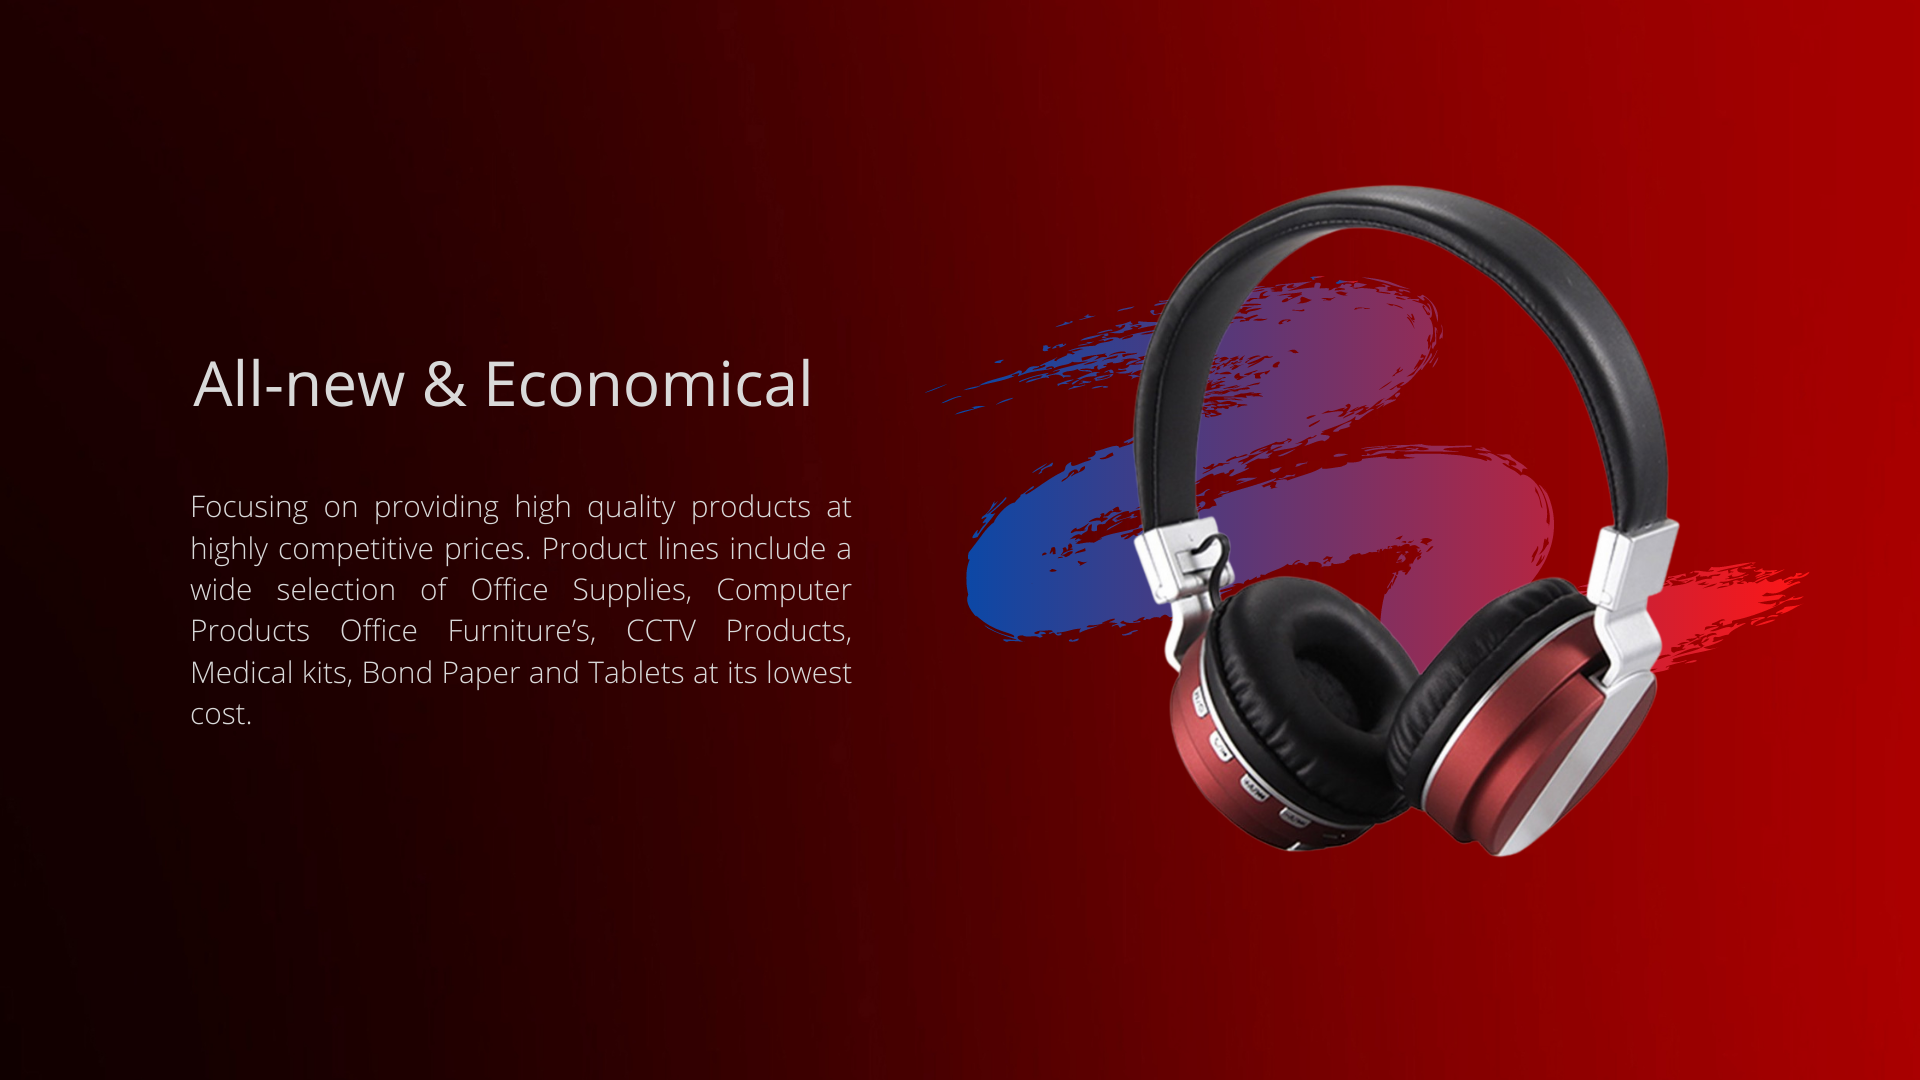 All-new & Economical
Focusing on providing high quality products at
highly competitive prices. Product lines include a
wide selection of Office Supplies, Computer
Products Office Furniture’s, CCTV Products,
Medical kits, Bond Paper and Tablets at its lowest
cost.